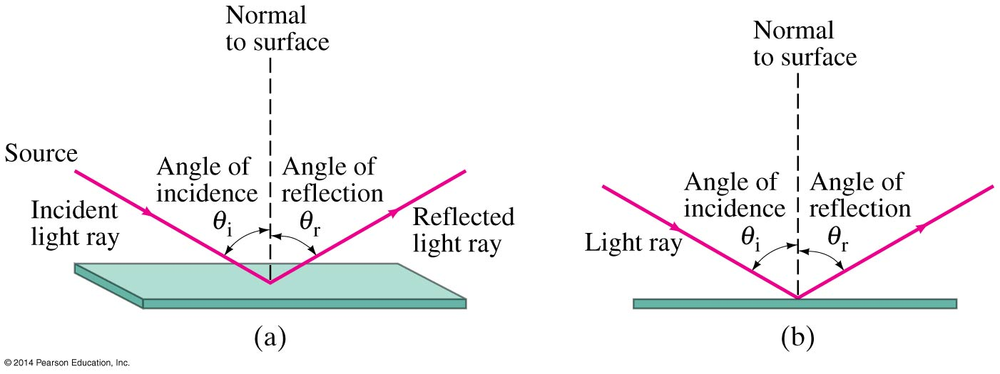 Normal
to surface
Source
Angle of
incidence
θi
Angle of
reflection
θr
Incident
light ray
Reflected
light ray
(a)
Normal
to surface
Angle of
incidence
θi
Angle of
reflection
θr
Light ray
(b)
© 2014 Pearson Education, Inc.